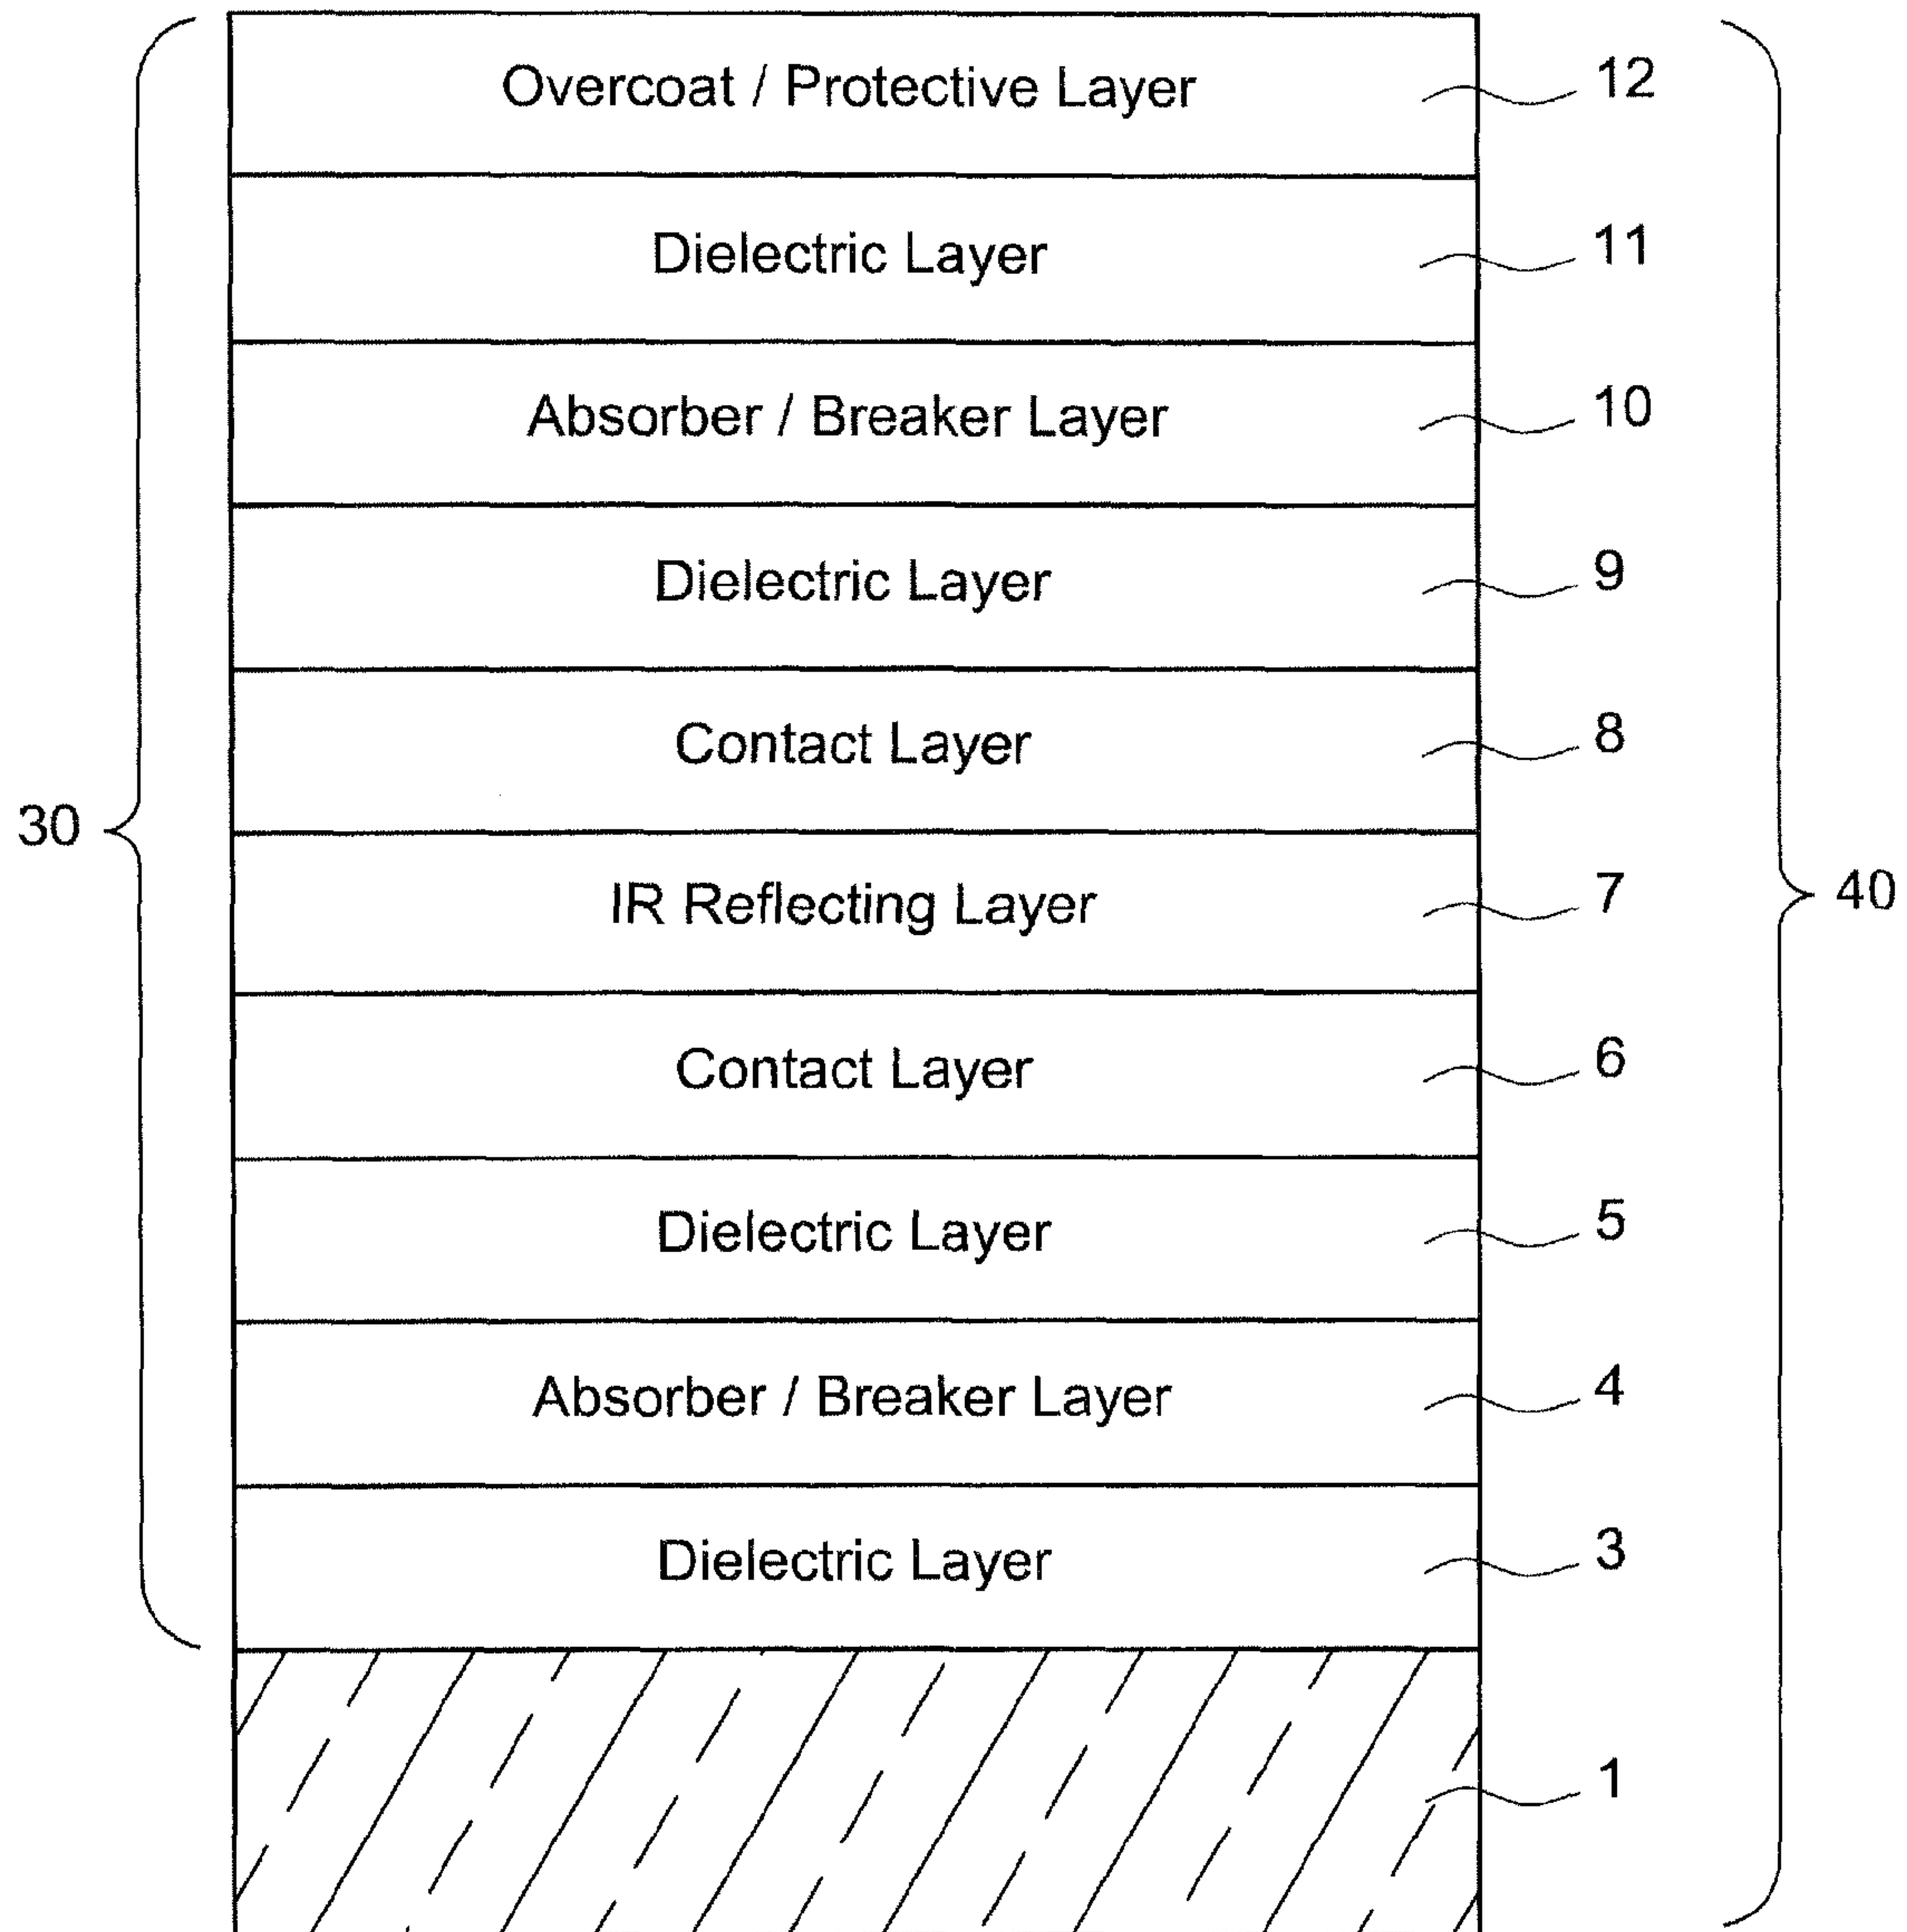 Overcoat / Protective Layer 12
Dielectric Layer 11
Absorber / Breaker Layer 10
Dielectric Layer 9
Contact Layer 8
30
IR Reflecting Layer 7
40
Contact Layer 6
Dielectric Layer 5
Absorber / Breaker Layer 4
Dielectric Layer 3
1